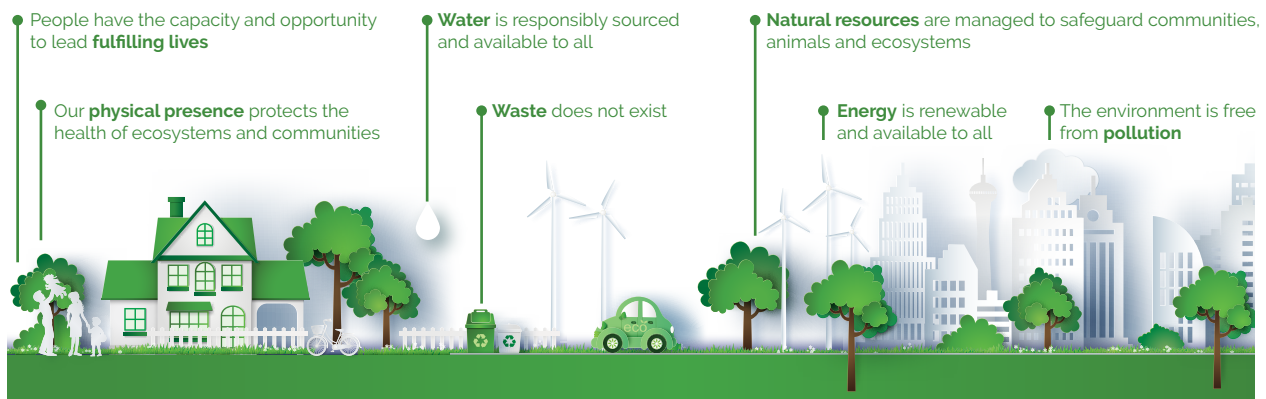 People have the capacity and opportunity
to lead fulfilling lives
Water is responsibly sourced
and available to all
Natural resources are managed to safeguard communities,
animals and ecosystems
Our physical presence protects the
health of ecosystems and communities
Waste does not exist
Energy is renewable
and available to all
The environment is free
from pollution
eco